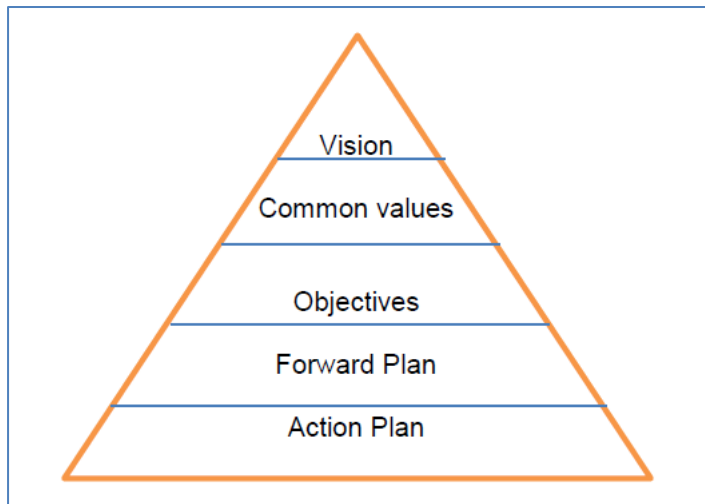 Vision
Common values
Objectives
Forward Plan
Action Plan